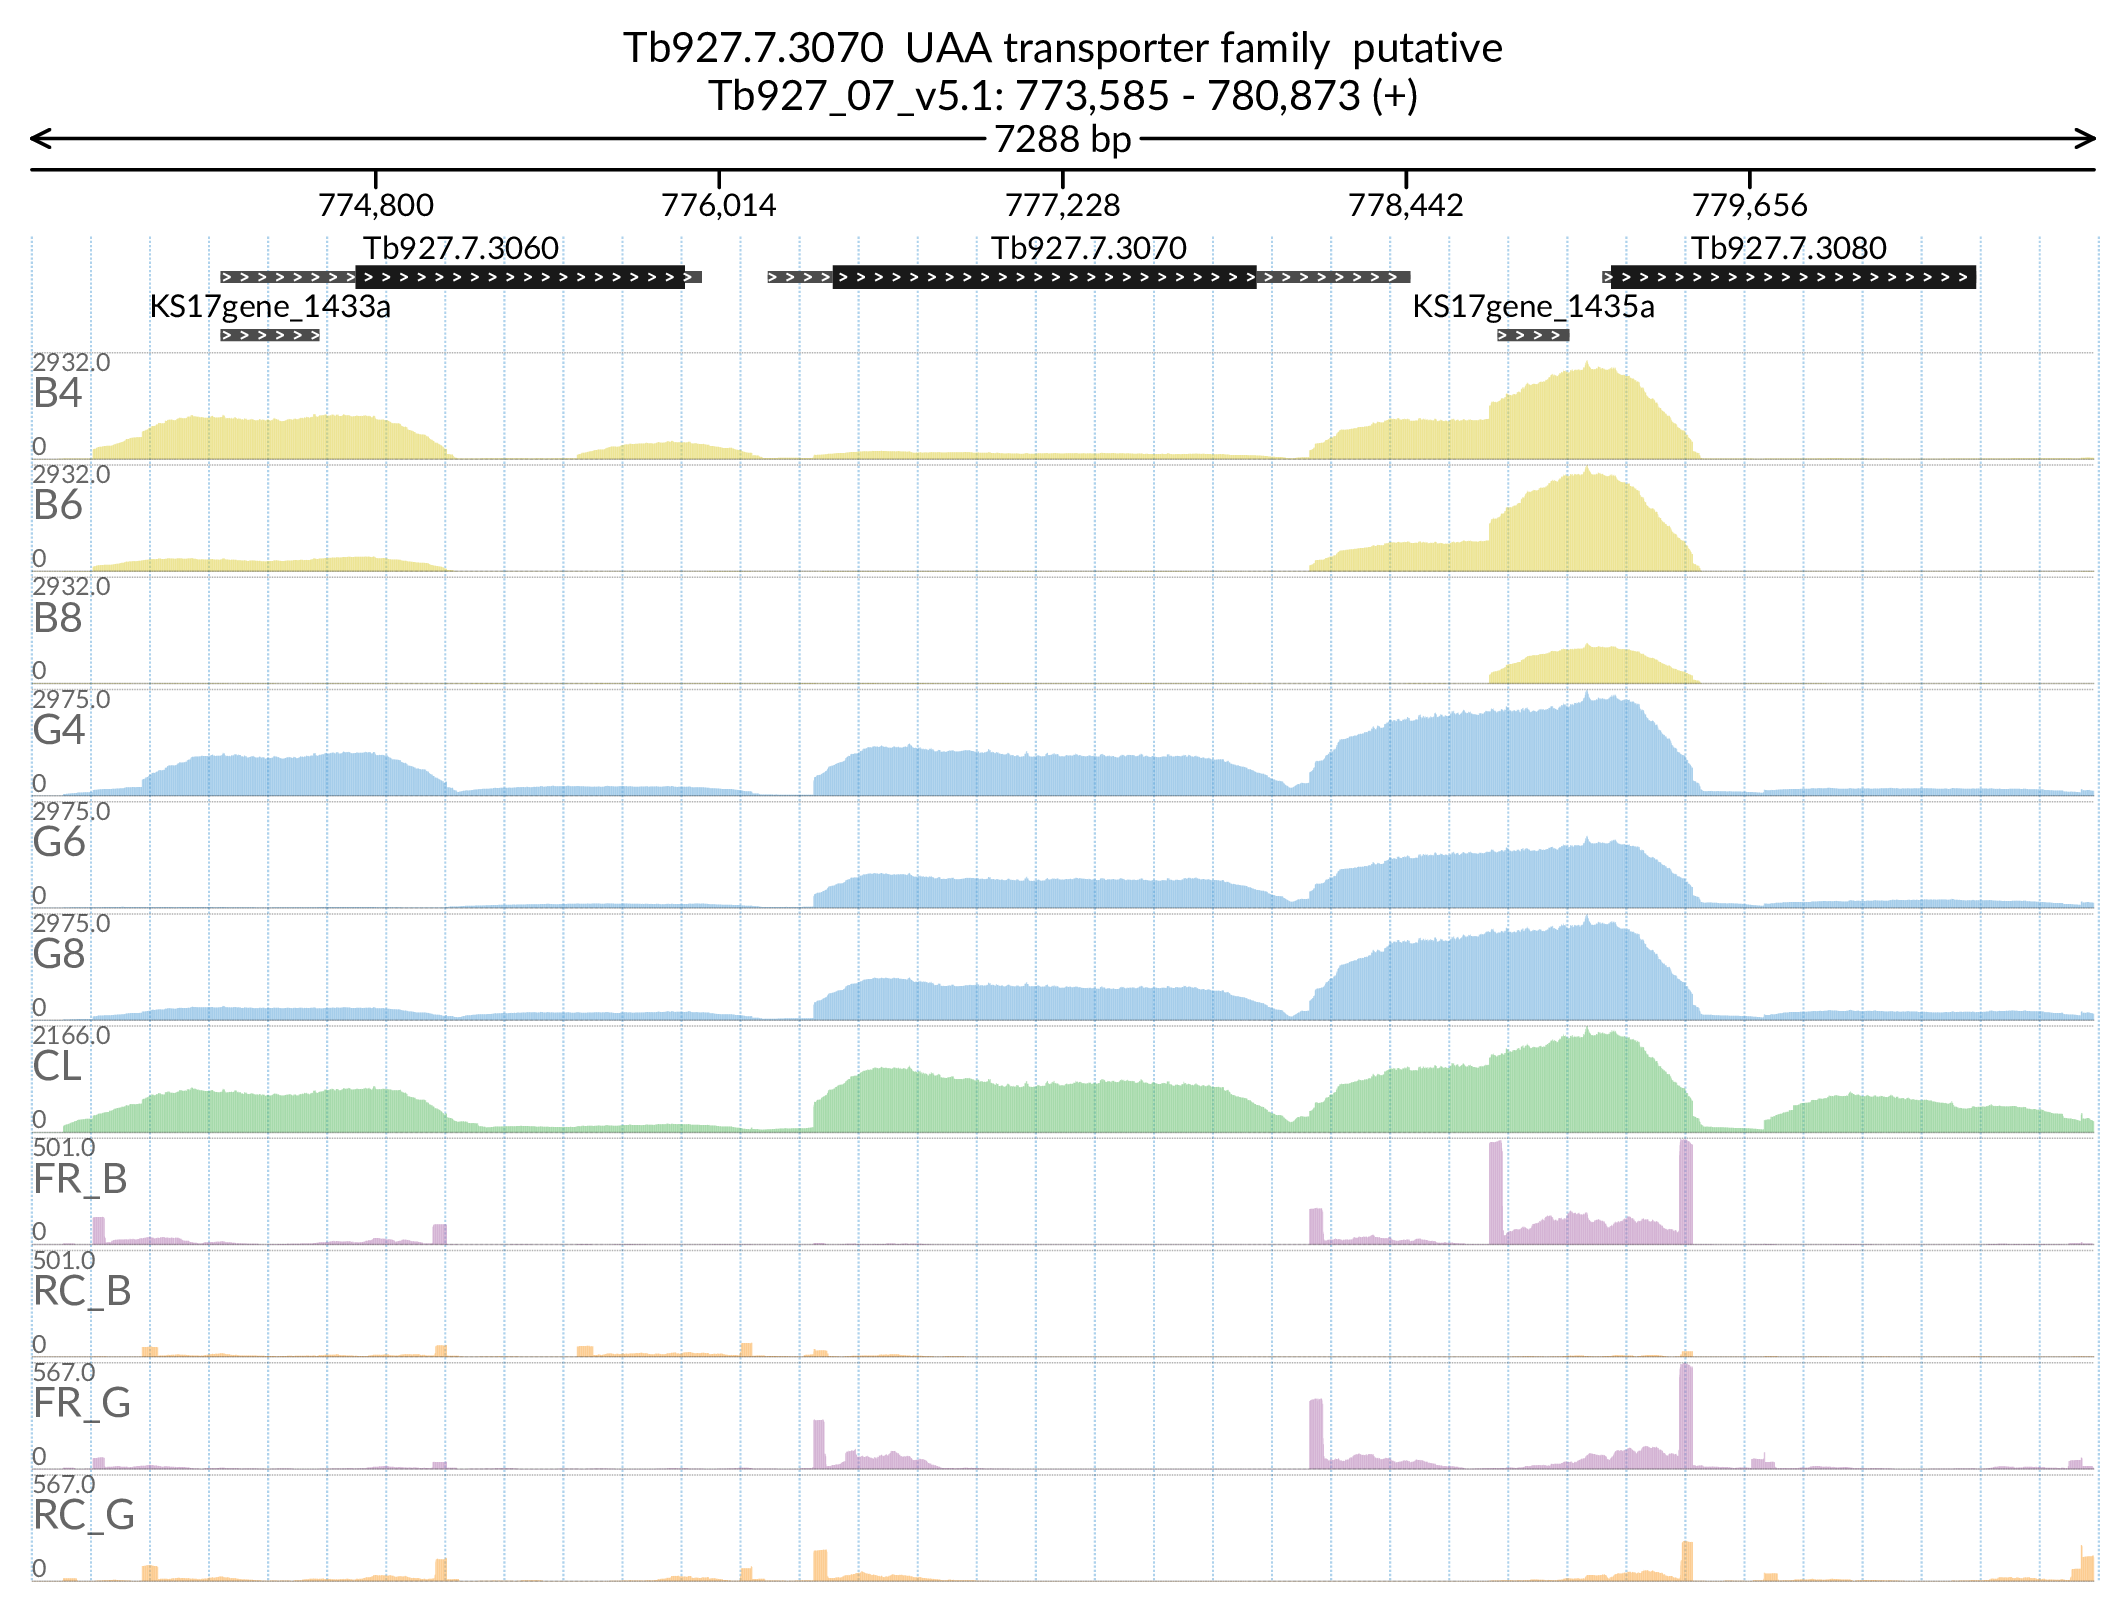 Tb927.7.3070  UAA transporter family  putative
Tb927_07_v5.1: 773,585 - 780,873 (+)
7288 bp
774,800 776,014 777,228 778,442 779,656
Tb927.7.3060 Tb927.7.3070 Tb927.7.3080
KS17gene_1433a KS17gene_1435a
2932.0
B4
0
2932.0
B6
0
2932.0
B8
0
2975.0
G4
0
2975.0
G6
0
2975.0
G8
0
2166.0
CL
0
501.0
FR_B
0
501.0
RC_B
0
567.0
FR_G
0
567.0
RC_G
0